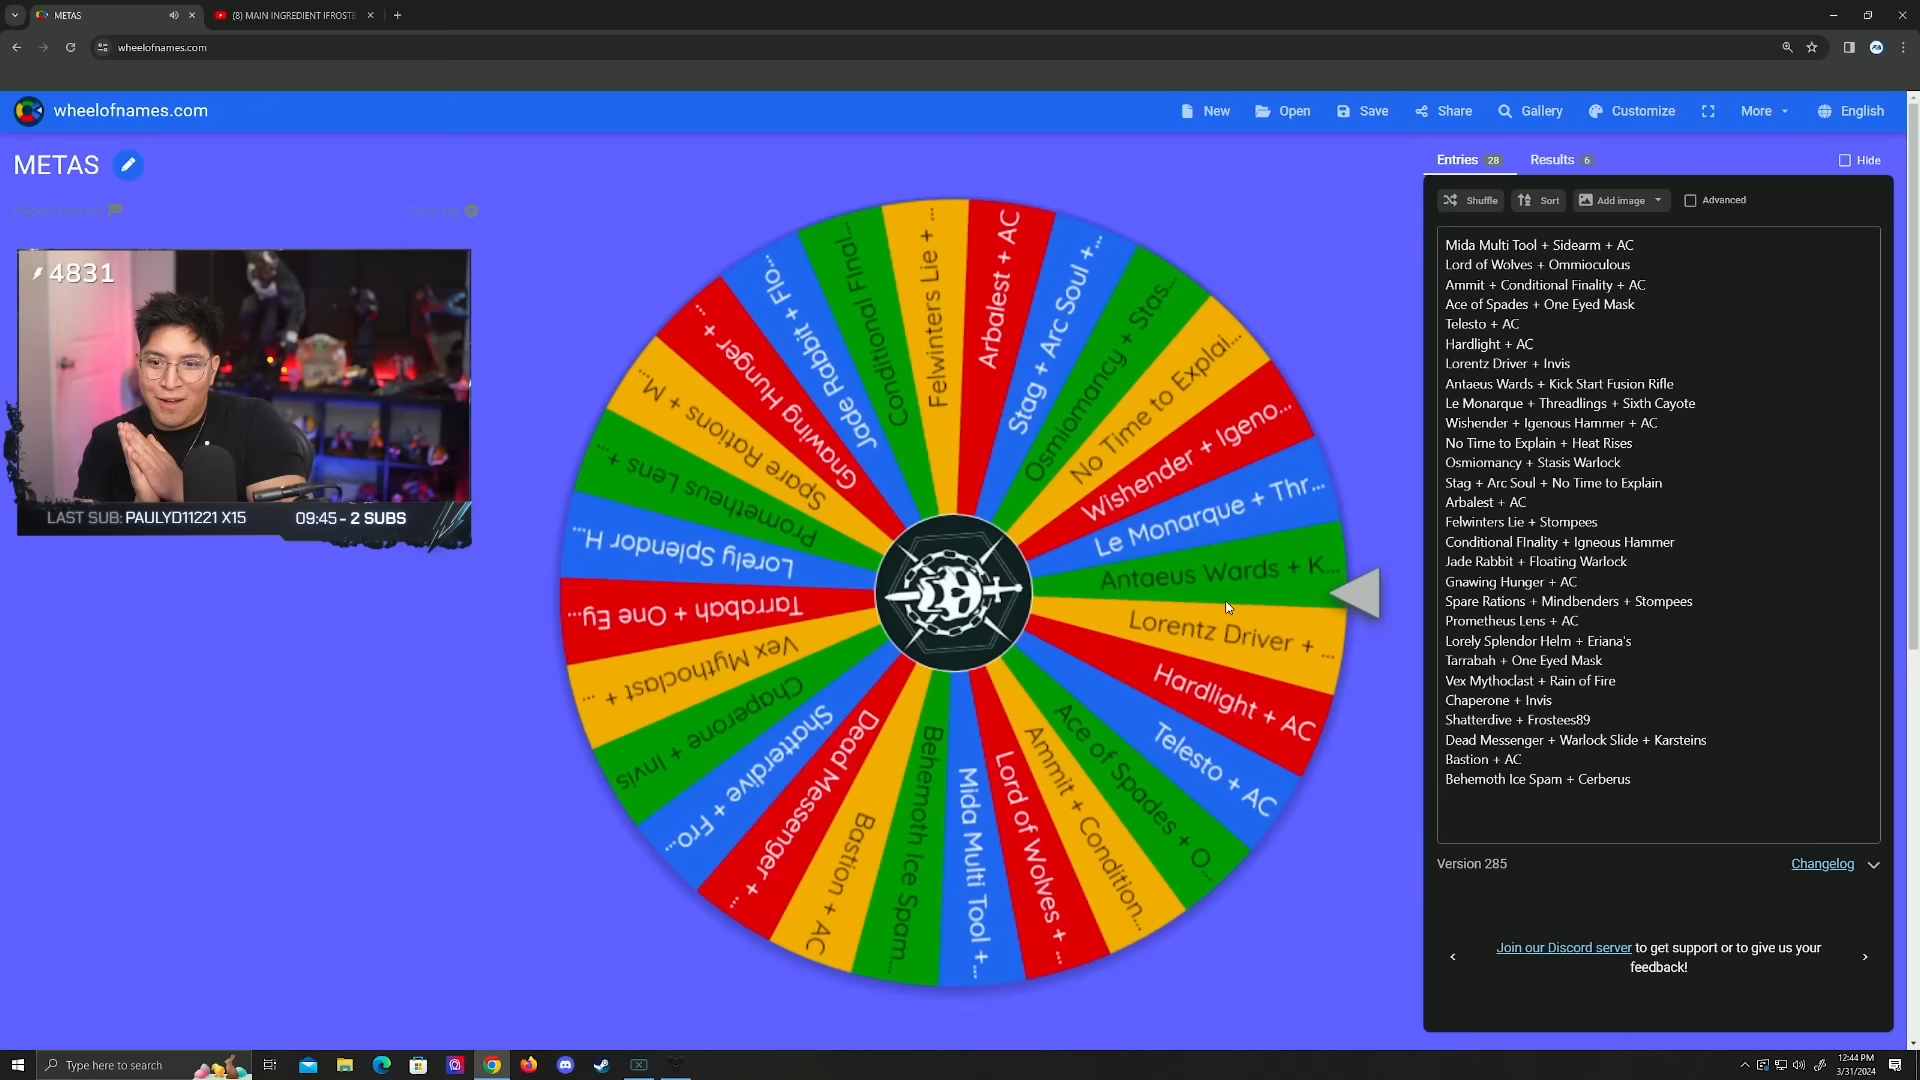 METAS
(8) MAIN INGREDIENT IFROSTB
wheelofnames.com
wheelofnames.com
New
Open
Save
Share
Gallery
Customize
More
English
METAS
Entries 28
Results 6
Hide
Shuffle
Sort
Add image
Advanced
Mida Multi Tool + Sidearm + AC
Lord of Wolves + Ommioculous
Ammit + Conditional Finality + AC
Ace of Spades + One Eyed Mask
Telesto + AC
Hardlight + AC
Lorentz Driver + Invis
Antaeus Wards + Kick Start Fusion Rifle
Le Monarque + Threadlings + Sixth Cayote
Wishender + Igenous Hammer + AC
No Time to Explain + Heat Rises
Osmiomancy + Stasis Warlock
Stag + Arc Soul + No Time to Explain
Arbalest + AC
Felwinters Lie + Stompees
Conditional FInality + Igneous Hammer
Jade Rabbit + Floating Warlock
Gnawing Hunger + AC
Spare Rations + Mindbenders + Stompees
Prometheus Lens + AC
Lorely Splendor Helm + Eriana's
Tarrabah + One Eyed Mask
Vex Mythoclast + Rain of Fire
Chaperone + Invis
Shatterdive + Frostees89
Dead Messenger + Warlock Slide + Karsteins
Bastion + AC
Behemoth Ice Spam + Cerberus
Version 285
Changelog
Join our Discord server to get support or to give us your
feedback!
4831
LAST SUB: PAULYD11221 X15
09:45 - 2 SUBS
Felwinters Lie + ...
Arbalest + AC
Stag + Arc Soul +...
Osmiomancy + Stas...
No Time to Explai...
Wishender + Igeno...
Le Monarque + Thr...
Antaeus Wards + K...
Lorentz Driver + ...
Hardlight + AC
Telesto + AC
Ace of Spades + O...
Ammit + Condition...
Lord of Wolves + ...
Mida Multi Tool +...
Behemoth Ice Spam...
Bastion + AC
Dead Messenger + ...
Shatterdive + Fro...
Chaperone + Invis
Vex Mythoclast + ...
Tarrabah + One Ey...
Lorely Splendor H...
Prometheus Lens +...
Spare Rations + M...
Gnawing Hunger + ...
Jade Rabbit + Flo...
Conditional FInal...
Type here to search
12:44 PM
3/31/2024